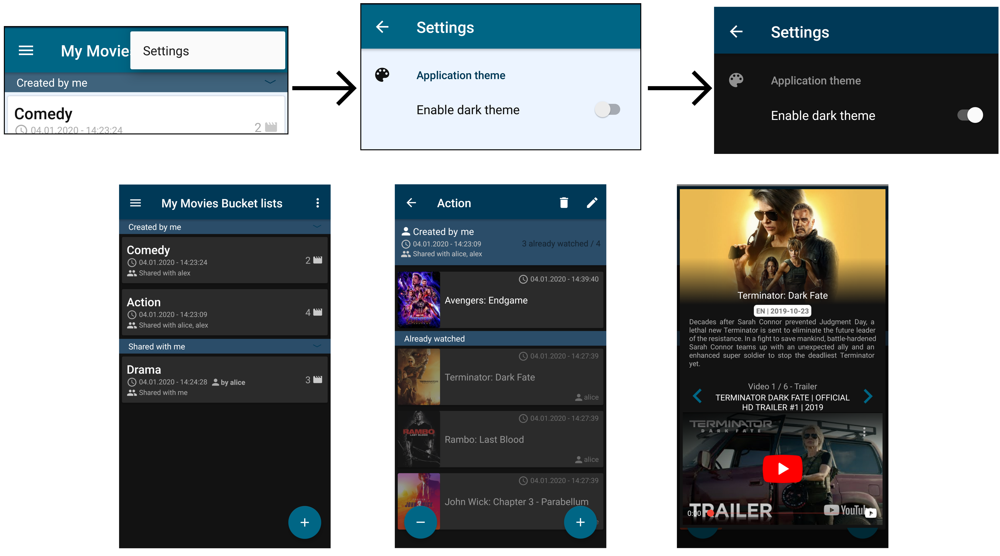 My Movie
Settings
Created by me
Comedy
04.01.2020 - 14:23:24
2
Settings
Application theme
Enable dark theme
Settings
Application theme
Enable dark theme
My Movies Bucket lists
Created by me
Comedy
04.01.2020 - 14:23:24
2
Shared with alex
Action
04.01.2020 - 14:23:09
4
Shared with alice, alex
Shared with me
Drama
04.01.2020 - 14:24:28 by alice
3
Shared with me
+
Action
Created by me
04.01.2020 - 14:23:09
3 already watched / 4
Shared with alice, alex
04.01.2020 - 14:39:40
Avengers: Endgame
AVENGERS
ENDGAME
Already watched
04.01.2020 - 14:27:39
Terminator: Dark Fate
TERMINATOR
DARK FATE
alice
04.01.2020 - 14:27:39
RAMBO
LAST BLOOD
Rambo: Last Blood
alice
04.01.2020 - 14:27:39
John Wick: Chapter 3 - Parabellum
JOHN WICK
3
−
+
Terminator: Dark Fate
EN | 2019-10-23
Decades after Sarah Connor prevented Judgment Day, a
lethal new Terminator is sent to eliminate the future leader
of the resistance. In a fight to save mankind, battle-hardened
Sarah Connor teams up with an unexpected ally and an
enhanced super soldier to stop the deadliest Terminator
yet.
Video 1 / 6 - Trailer
TERMINATOR DARK FATE | OFFICIAL
HD TRAILER #1 | 2019
TERMINATOR
DARK FATE
TRAILER
0:00
YouTube